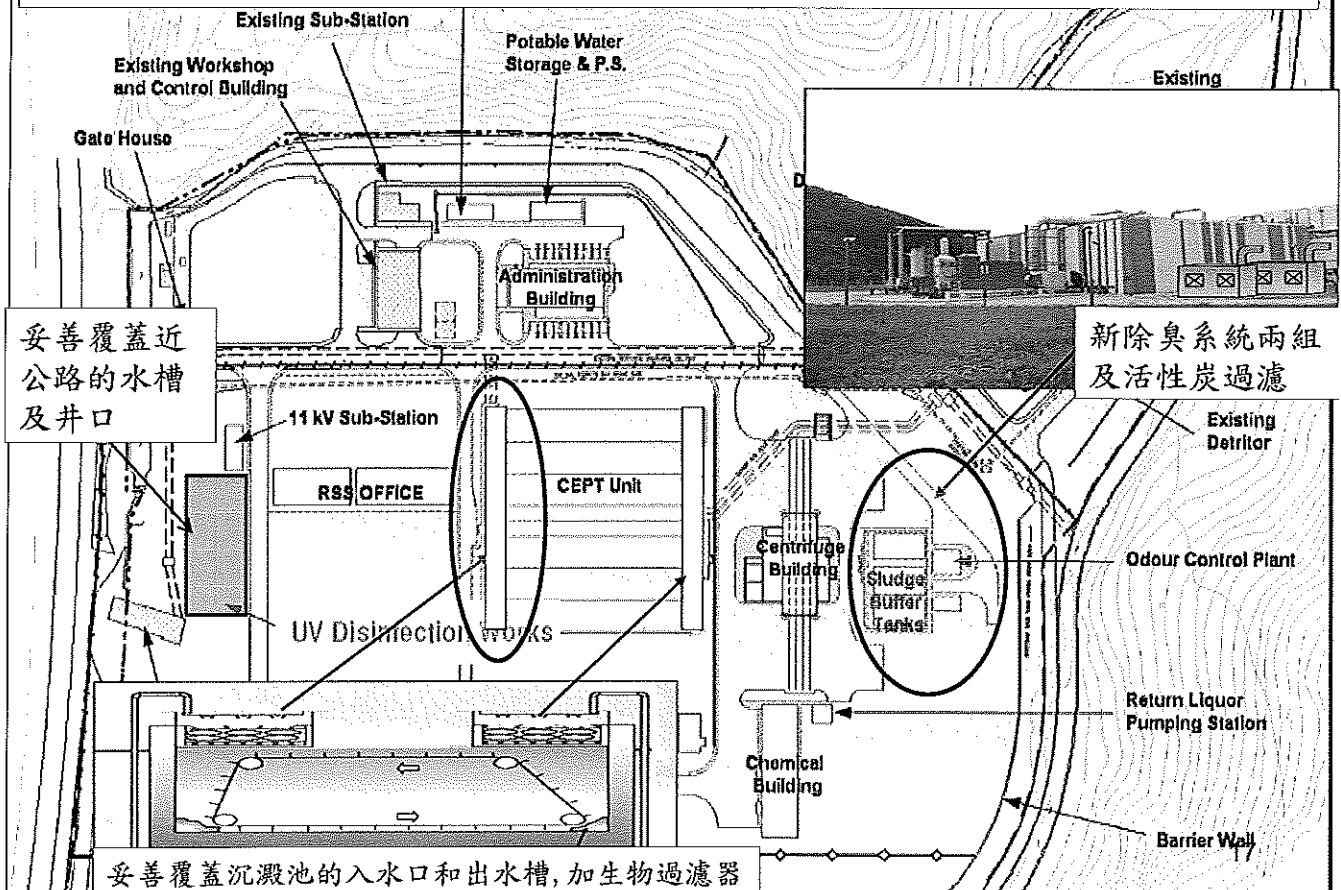 Existing Sub-Station
Potable Water
Storage & P.S.
Existing Workshop
and Control Building
Existing
Gate House
D
Administration
Building
妥善覆蓋近
公路的水槽
及井口
新除臭系統兩組
及活性炭過濾
11 kV Sub-Station
Existing
Detritor
RSS OFFICE
CEPT Unit
Centrifuge
Building
Odour Control Plant
Sludge
Buffer
Tanks
UV Disinfection Works
Return Liquor
Pumping Station
Chemical
Building
Barrier Wall
17
妥善覆蓋沉澱池的入水口和出水槽,加生物過濾器